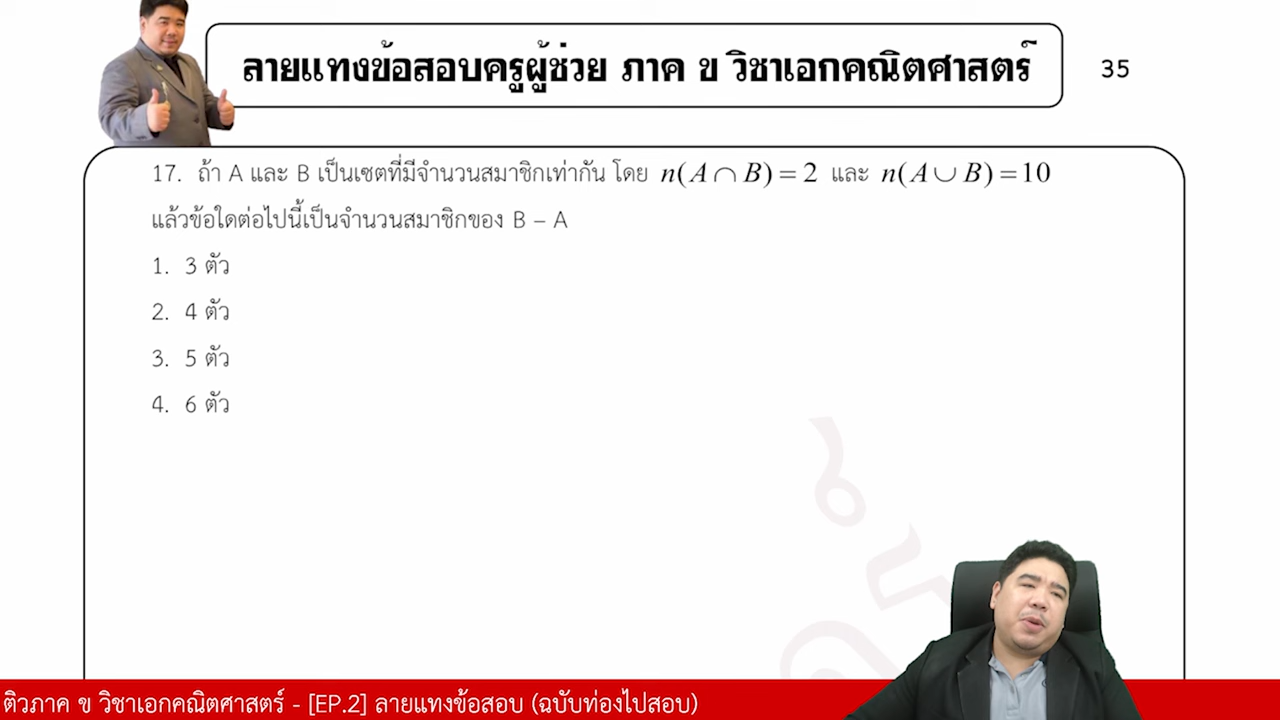 ลายแทงข้อสอบครูผู้ช่วย ภาค ข วิชาเอกคณิตศาสตร์
35
17. ถ้า A และ B เป็นเซตที่มีจำนวนสมาชิกเท่ากัน โดย n(A ∩ B) = 2 และ n(A ∪ B) = 10
แล้วข้อใดต่อไปนี้เป็นจำนวนสมาชิกของ B – A
1. 3 ตัว
2. 4 ตัว
3. 5 ตัว
4. 6 ตัว
ติวภาค ข วิชาเอกคณิตศาสตร์ - [EP.2] ลายแทงข้อสอบ (ฉบับท่องไปสอบ)